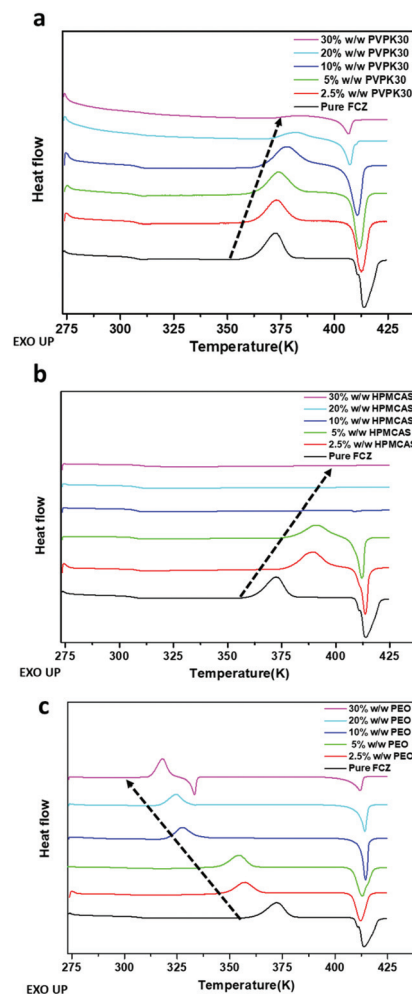 a
30% w/w PVPK30
20% w/w PVPK30
10% w/w PVPK30
5% w/w PVPK30
2.5% w/w PVPK30
Pure FCZ
Heat flow
275 300 325 350 375 400 425
EXO UP
Temperature(K)
b
30% w/w HPMCAS
20% w/w HPMCAS
10% w/w HPMCAS
5% w/w HPMCAS
2.5% w/w HPMCAS
Pure FCZ
Heat flow
275 300 325 350 375 400 425
EXO UP
Temperature(K)
c
30% w/w PEO
20% w/w PEO
10% w/w PEO
5% w/w PEO
2.5% w/w PEO
Pure FCZ
Heat flow
275 300 325 350 375 400 425
Temperature(K)
EXO UP